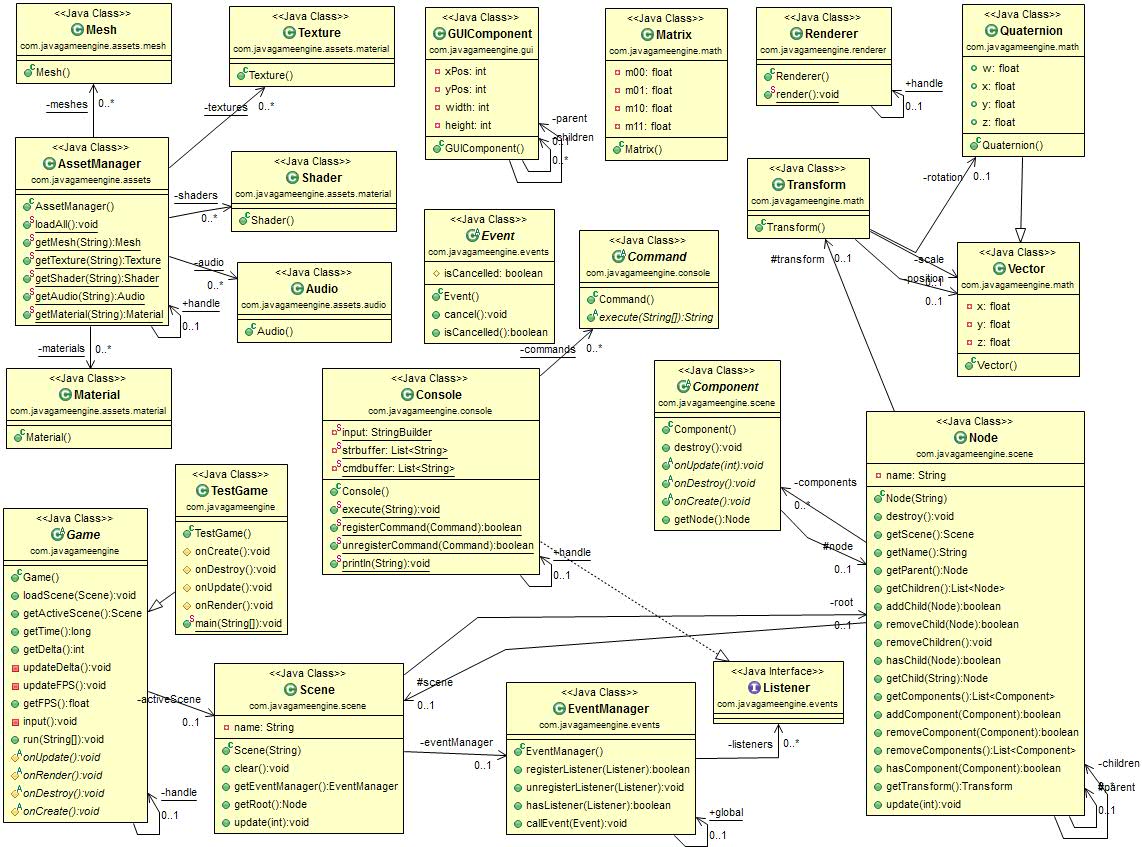 <<Java Class>>
Mesh
com.javagameengine.assets.mesh
Mesh()
<<Java Class>>
Texture
com.javagameengine.assets.material
Texture()
<<Java Class>>
GUIComponent
com.javagameengine.gui
xPos: int
yPos: int
width: int
height: int
GUIComponent()
-parent
0..1
-children
0..*
<<Java Class>>
Matrix
com.javagameengine.math
m00: float
m01: float
m10: float
m11: float
Matrix()
<<Java Class>>
Renderer
com.javagameengine.renderer
Renderer()
render():void
+handle
0..1
<<Java Class>>
Quaternion
com.javagameengine.math
w: float
x: float
y: float
z: float
Quaternion()
-meshes
0..*
-textures
0..*
<<Java Class>>
AssetManager
com.javagameengine.assets
AssetManager()
loadAll():void
getMesh(String):Mesh
getTexture(String):Texture
getShader(String):Shader
getAudio(String):Audio
getMaterial(String):Material
+handle
0..1
-shaders
0..*
<<Java Class>>
Shader
com.javagameengine.assets.material
Shader()
-audio
0..*
<<Java Class>>
Audio
com.javagameengine.assets.audio
Audio()
-materials
0..*
<<Java Class>>
Material
com.javagameengine.assets.material
Material()
<<Java Class>>
Event
com.javagameengine.events
isCancelled: boolean
Event()
cancel():void
isCancelled():boolean
<<Java Class>>
Command
com.javagameengine.console
Command()
execute(String[]):String
-commands
0..*
<<Java Class>>
Transform
com.javagameengine.math
Transform()
-rotation
0..1
-scale
0..1
-position
0..1
#transform
0..1
<<Java Class>>
Vector
com.javagameengine.math
x: float
y: float
z: float
Vector()
<<Java Class>>
Console
com.javagameengine.console
input: StringBuilder
strbuffer: List<String>
cmdbuffer: List<String>
Console()
execute(String):void
registerCommand(Command):boolean
unregisterCommand(Command):boolean
println(String):void
+handle
0..1
<<Java Class>>
Component
com.javagameengine.scene
Component()
destroy():void
onUpdate(int):void
onDestroy():void
onCreate():void
getNode():Node
-components
0..*
#node
0..1
<<Java Class>>
Node
com.javagameengine.scene
name: String
Node(String)
destroy():void
getScene():Scene
getName():String
getParent():Node
getChildren():List<Node>
addChild(Node):boolean
removeChild(Node):boolean
removeChildren():void
hasChild(Node):boolean
getChild(String):Node
getComponents():List<Component>
addComponent(Component):boolean
removeComponent(Component):boolean
removeComponents():List<Component>
hasComponent(Component):boolean
getTransform():Transform
update(int):void
-children
0..*
#parent
0..1
<<Java Class>>
TestGame
com.javagameengine
TestGame()
onCreate():void
onDestroy():void
onUpdate():void
onRender():void
main(String[]):void
<<Java Class>>
Game
com.javagameengine
Game()
loadScene(Scene):void
getActiveScene():Scene
getTime():long
getDelta():int
updateDelta():void
updateFPS():void
getFPS():float
input():void
run(String[]):void
onUpdate():void
onRender():void
onDestroy():void
onCreate():void
-handle
0..1
-activeScene
0..1
<<Java Class>>
Scene
com.javagameengine.scene
name: String
Scene(String)
clear():void
getEventManager():EventManager
getRoot():Node
update(int):void
-root
0..1
#scene
0..1
-eventManager
0..1
<<Java Class>>
EventManager
com.javagameengine.events
EventManager()
registerListener(Listener):boolean
unregisterListener(Listener):void
hasListener(Listener):boolean
callEvent(Event):void
+global
0..1
-listeners
0..*
<<Java Interface>>
Listener
com.javagameengine.events